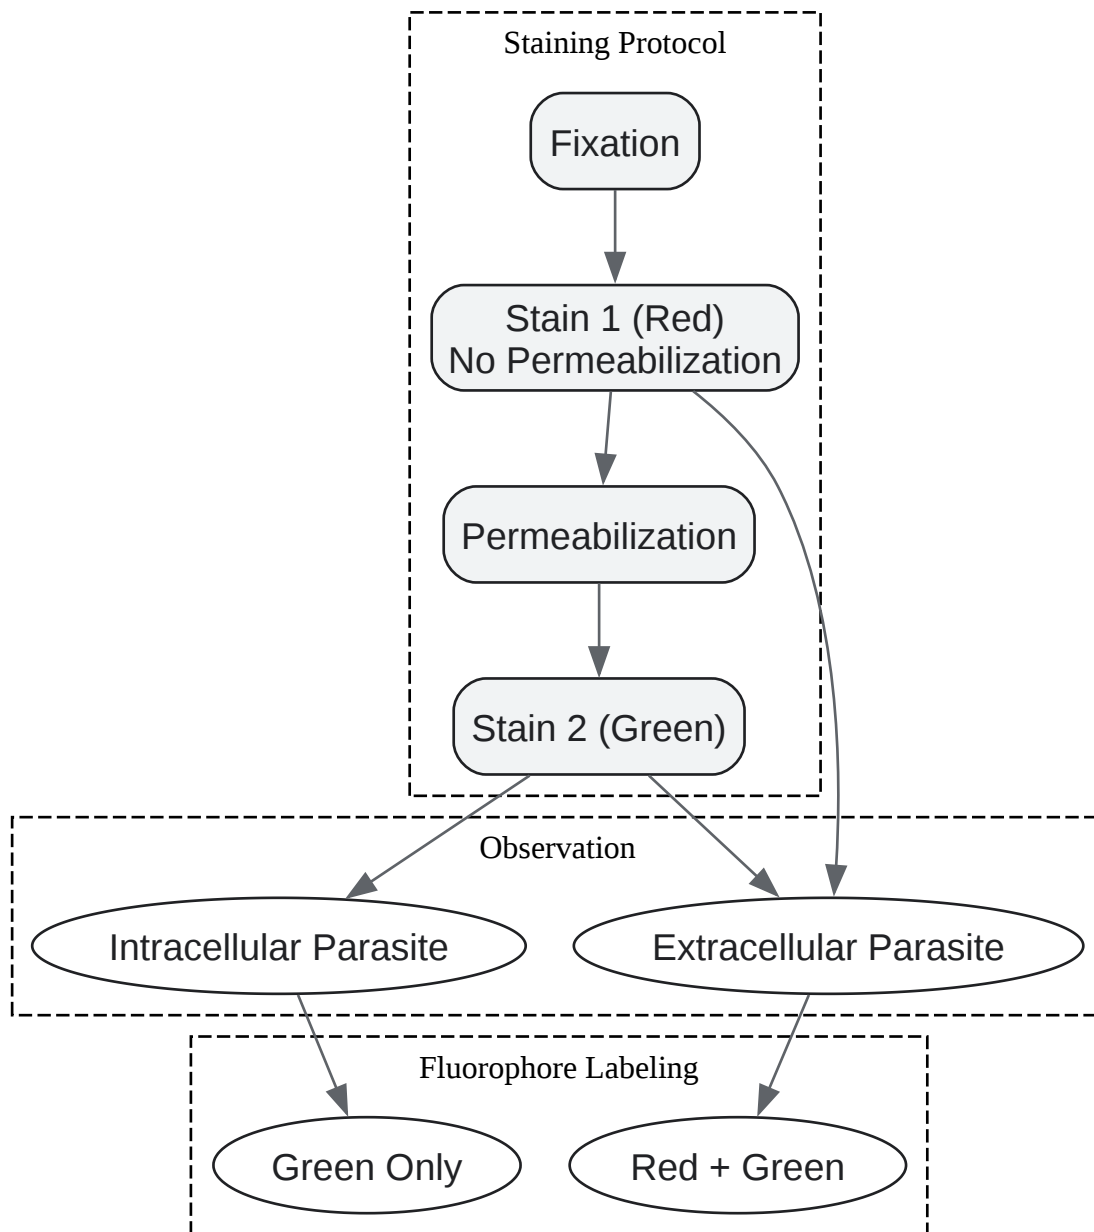 Staining Protocol
Fixation
Stain 1 (Red)
No Permeabilization
Permeabilization
Stain 2 (Green)
Observation
Intracellular Parasite
Extracellular Parasite
Fluorophore Labeling
Green Only
Red + Green